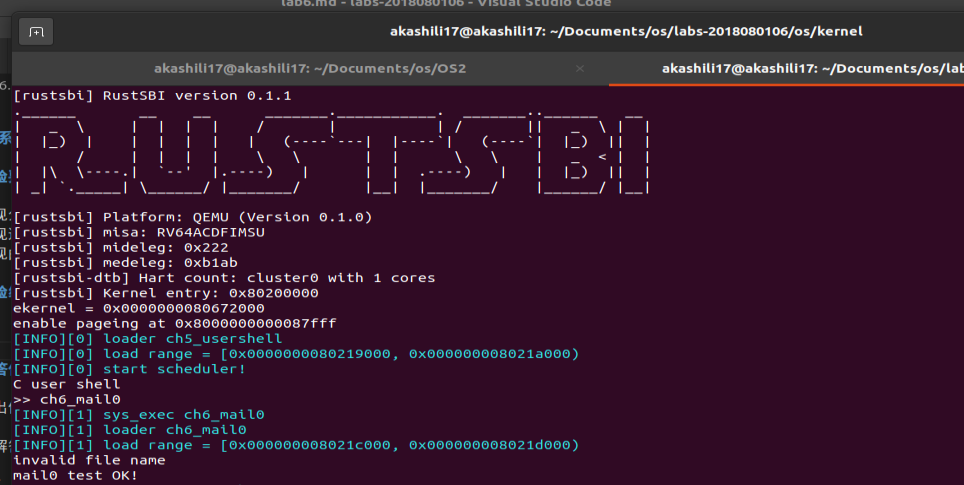 lab6.md - labs-2018080106 - Visual Studio Code
akashili17@akashili17: ~/Documents/os/labs-2018080106/os/kernel
akashili17@akashili17: ~/Documents/os/OS2
akashili17@akashili17: ~/Documents/os/lab
[rustsbi] RustSBI version 0.1.1
RUSTSBI
[rustsbi] Platform: QEMU (Version 0.1.0)
[rustsbi] misa: RV64ACDFIMSU
[rustsbi] mideleg: 0x222
[rustsbi] medeleg: 0xb1ab
[rustsbi-dtb] Hart count: cluster0 with 1 cores
[rustsbi] Kernel entry: 0x80200000
ekernel = 0x0000000080672000
enable pageing at 0x8000000000087fff
[INFO][0] loader ch5_usershell
[INFO][0] load range = [0x0000000080219000, 0x000000008021a000)
[INFO][0] start scheduler!
C user shell
>> ch6_mail0
[INFO][1] sys_exec ch6_mail0
[INFO][1] loader ch6_mail0
[INFO][1] load range = [0x000000008021c000, 0x000000008021d000)
invalid file name
mail0 test OK!